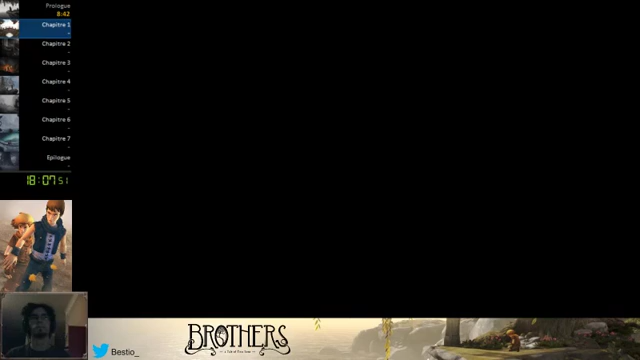 Prologue
8:42
Chapitre 1
-
Chapitre 2
-
Chapitre 3
-
Chapitre 4
-
Chapitre 5
-
Chapitre 6
-
Chapitre 7
-
Epilogue
-
18:07 51
BROTHERS
Bestio_